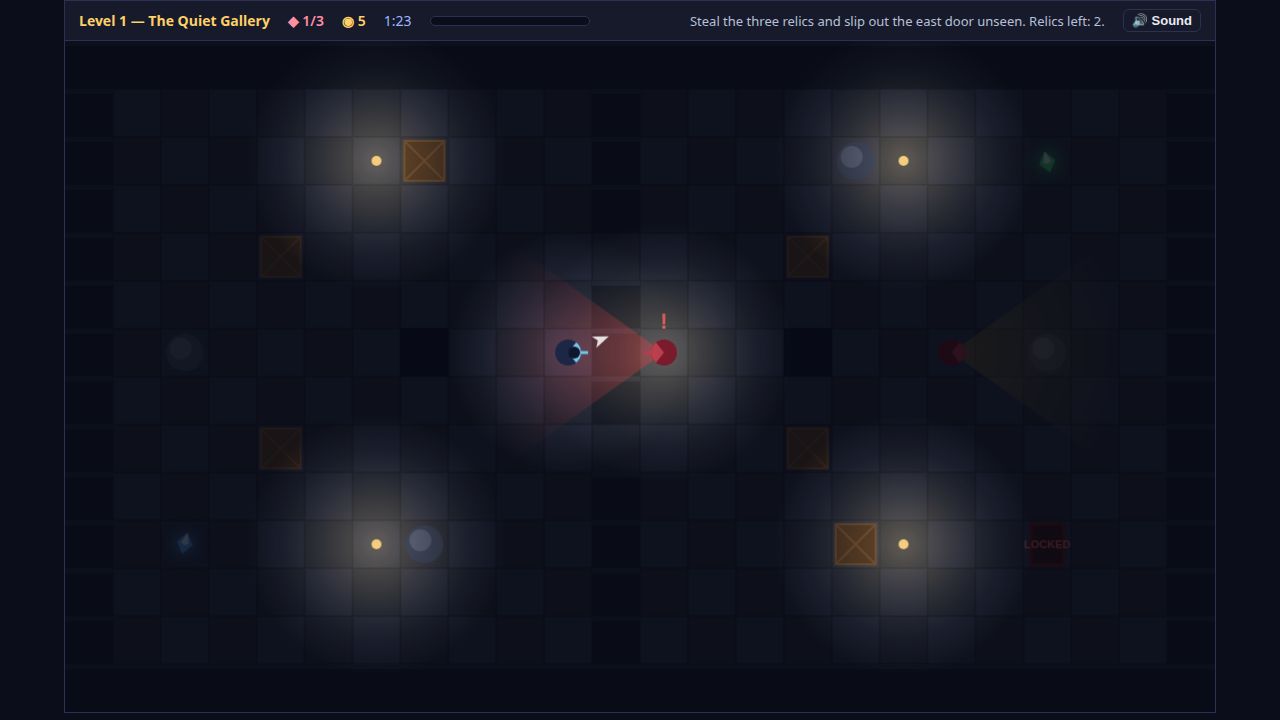 Level 1 — The Quiet Gallery ◆ 1/3 ◉ 5 1:23 Steal the three relics and slip out the east door unseen. Relics left: 2. 🔊 Sound
!
LOCKED